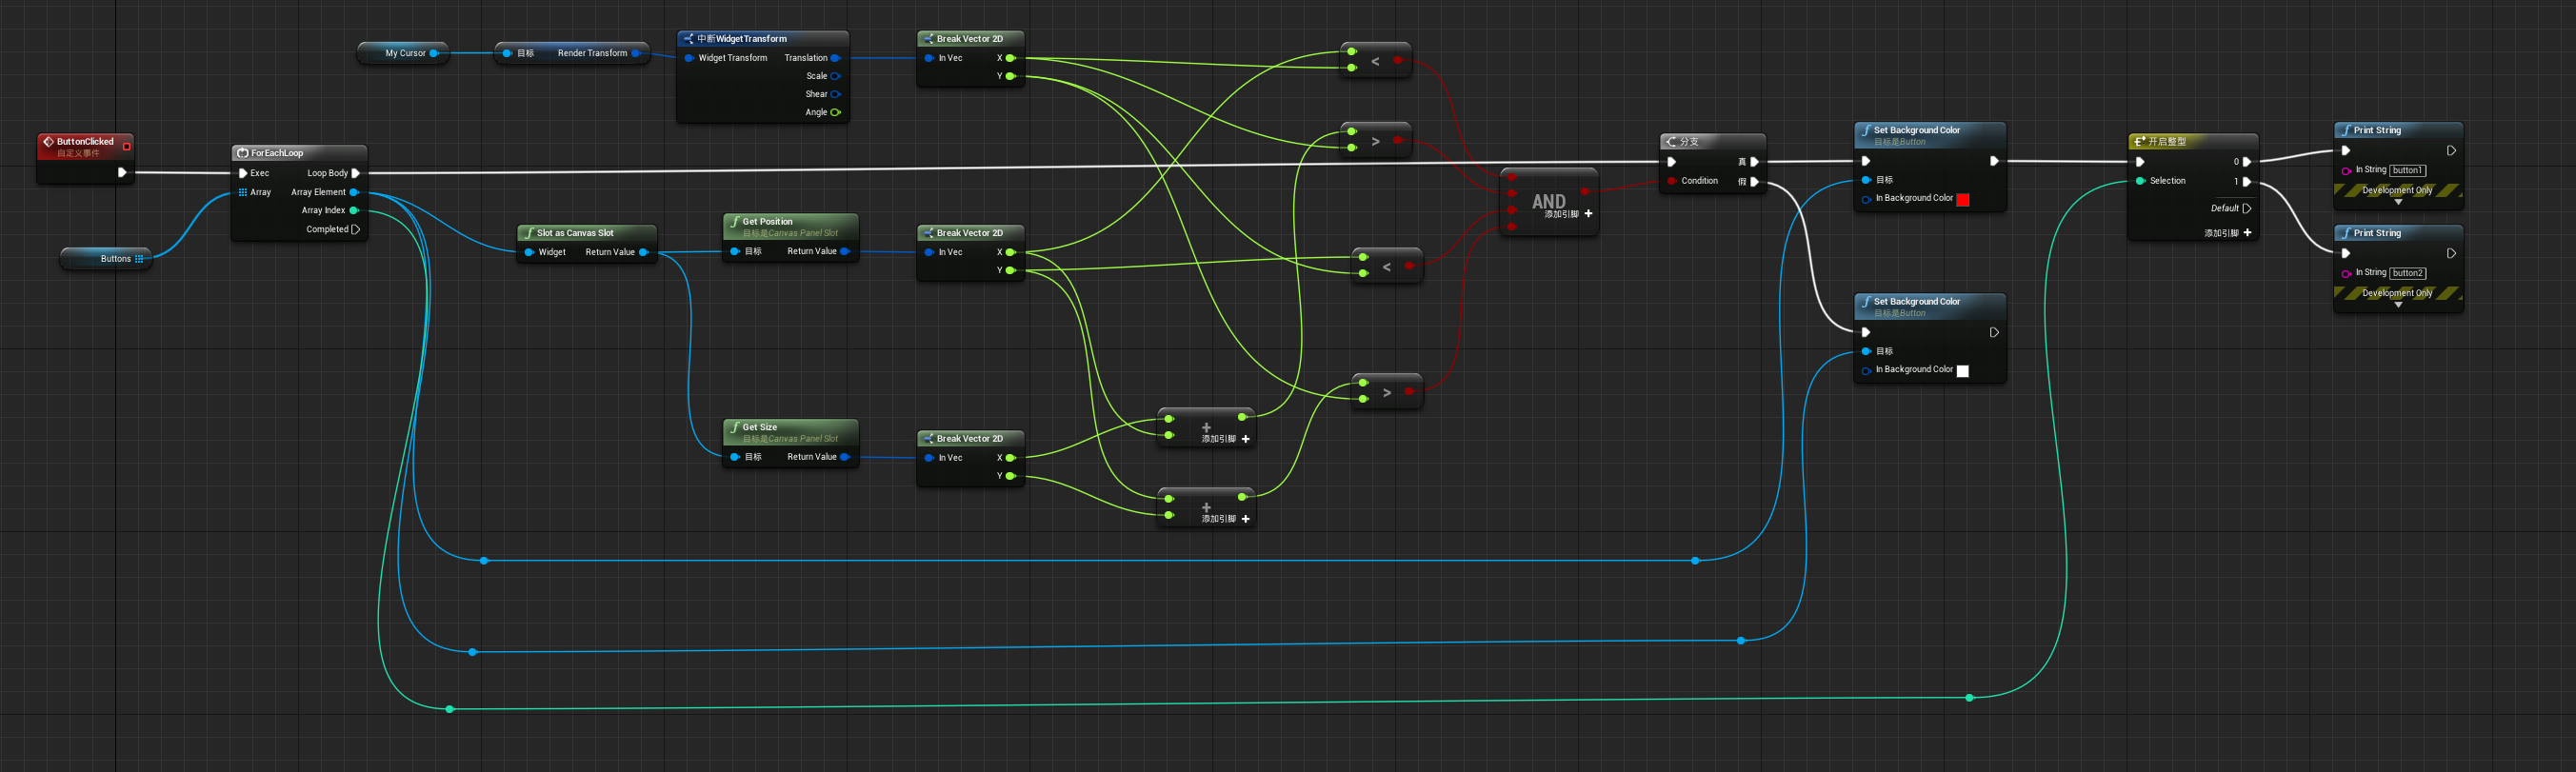 My Cursor
目标
Render Transform
中断WidgetTransform
Widget Transform
Translation
Scale
Shear
Angle
Break Vector 2D
In Vec
X
Y
<
>
ButtonClicked
自定义事件
ForEachLoop
Exec
Loop Body
Array
Array Element
Array Index
Completed
Buttons
Slot as Canvas Slot
Widget
Return Value
Get Position
目标是Canvas Panel Slot
目标
Return Value
Break Vector 2D
In Vec
X
Y
<
>
AND
添加引脚
Get Size
目标是Canvas Panel Slot
目标
Return Value
Break Vector 2D
In Vec
X
Y
+
添加引脚
+
添加引脚
分支
真
Condition
假
Set Background Color
目标是Button
目标
In Background Color
Set Background Color
目标是Button
目标
In Background Color
开启整型
0
Selection
1
Default
添加引脚
Print String
In String
button1
Development Only
Print String
In String
button2
Development Only